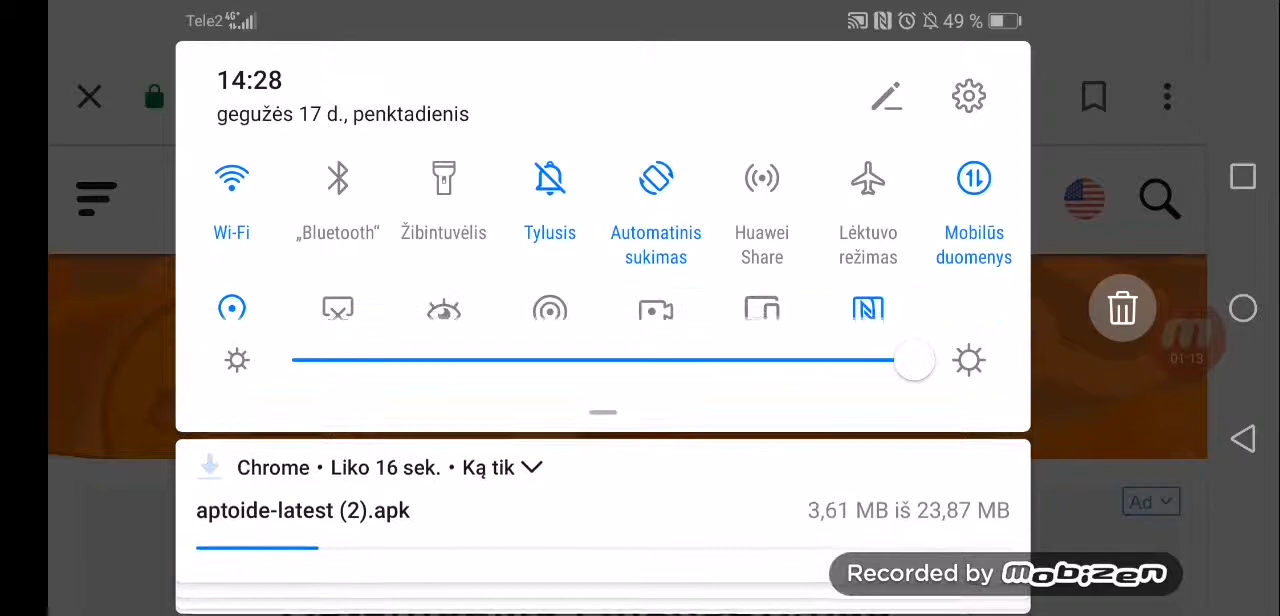 Tele2 4G+ 49 %
14:28
gegužės 17 d., penktadienis
Wi-Fi
„Bluetooth“
Žibintuvėlis
Tylusis
Automatinis
sukimas
Huawei
Share
Lėktuvo
režimas
Mobilūs
duomenys
01:13
Chrome • Liko 16 sek. • Ką tik
aptoide-latest (2).apk
3,61 MB iš 23,87 MB
Ad
Recorded by mobizen